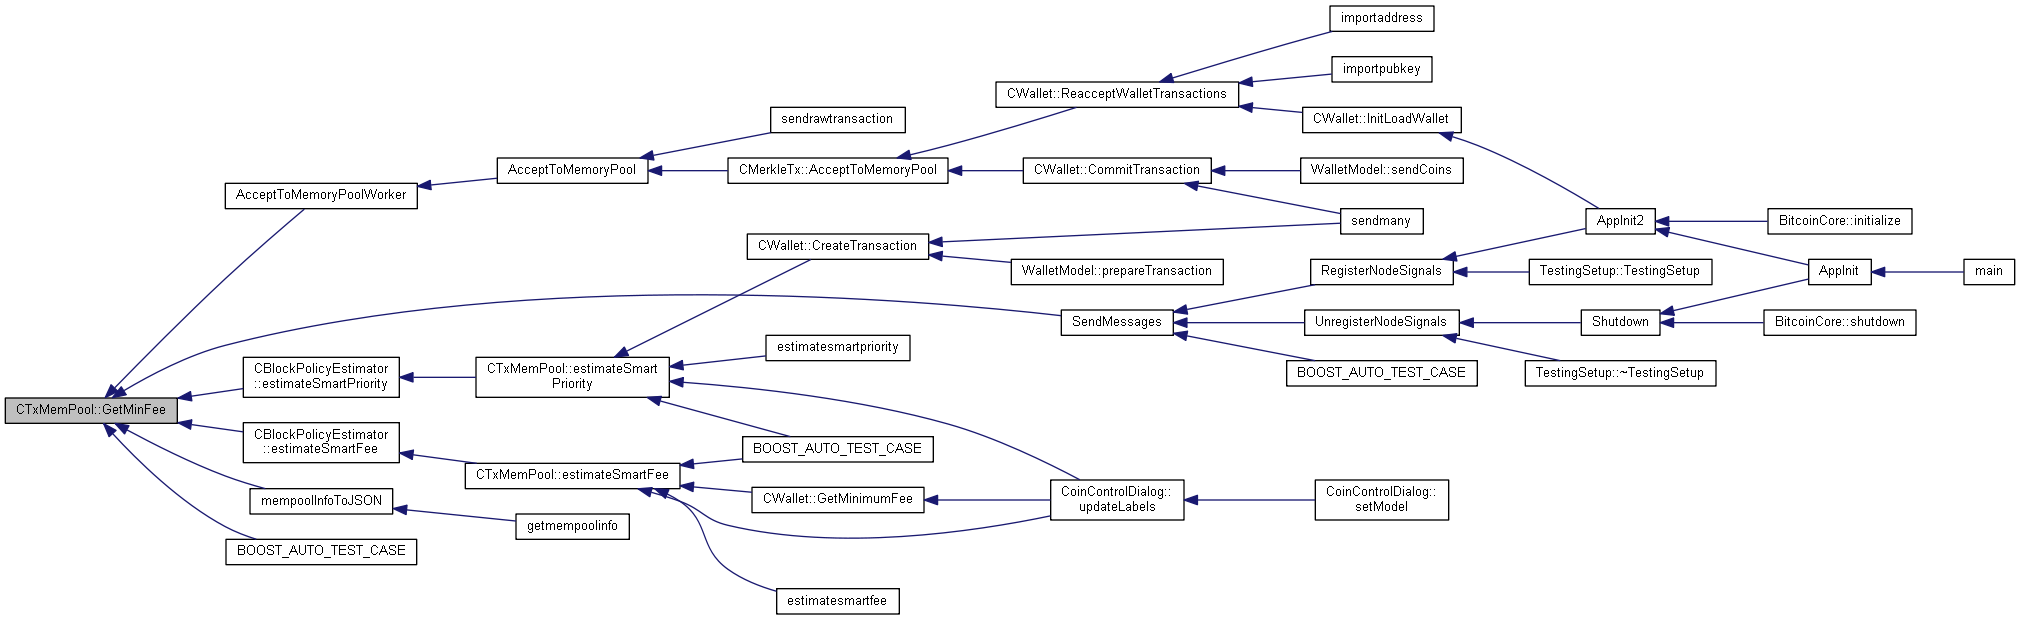 importaddress
importpubkey
CWallet::ReacceptWalletTransactions
CWallet::InitLoadWallet
sendrawtransaction
AcceptToMemoryPool
CMerkleTx::AcceptToMemoryPool
CWallet::CommitTransaction
WalletModel::sendCoins
AcceptToMemoryPoolWorker
sendmany
AppInit2
BitcoinCore::initialize
CWallet::CreateTransaction
WalletModel::prepareTransaction
RegisterNodeSignals
TestingSetup::TestingSetup
AppInit
main
SendMessages
UnregisterNodeSignals
Shutdown
BitcoinCore::shutdown
estimatesmartpriority
BOOST_AUTO_TEST_CASE
TestingSetup::~TestingSetup
CBlockPolicyEstimator
::estimateSmartPriority
CTxMemPool::estimateSmart
Priority
CTxMemPool::GetMinFee
CBlockPolicyEstimator
::estimateSmartFee
BOOST_AUTO_TEST_CASE
CTxMemPool::estimateSmartFee
mempoolInfoToJSON
CWallet::GetMinimumFee
CoinControlDialog::
updateLabels
CoinControlDialog::
setModel
getmempoolinfo
BOOST_AUTO_TEST_CASE
estimatesmartfee